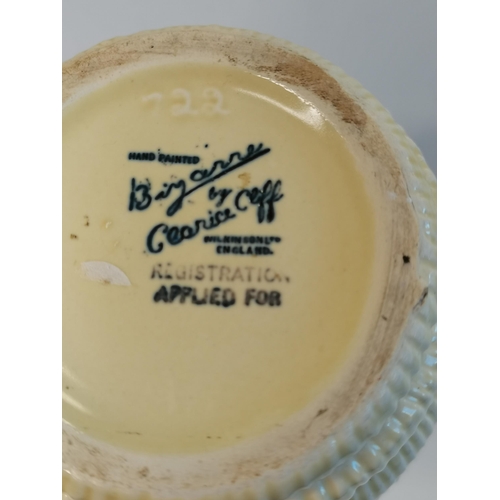 722
HAND PAINTED
Bizarre
by
Clarice Cliff
WILKINSON LTD
ENGLAND.
REGISTRATION
APPLIED FOR